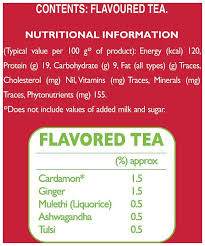 CONTENTS: FLAVOURED TEA.
NUTRITIONAL INFORMATION
(Typical value per 100 g@ of product): Energy (kcal) 120,
Protein (g) 19, Carbohydrate (g) 9, Fat (all types) (g) Traces,
Cholesterol (mg) Nil, Vitamins (mg) Traces, Minerals (mg)
Traces, Phytonutrients (mg) 155.
*Does not include values of added milk and sugar.
FLAVORED TEA
(%) approx
Cardamon* 1.5
Ginger 1.5
Mulethi (Liquorice) 0.5
Ashwagandha 0.5
Tulsi 0.5